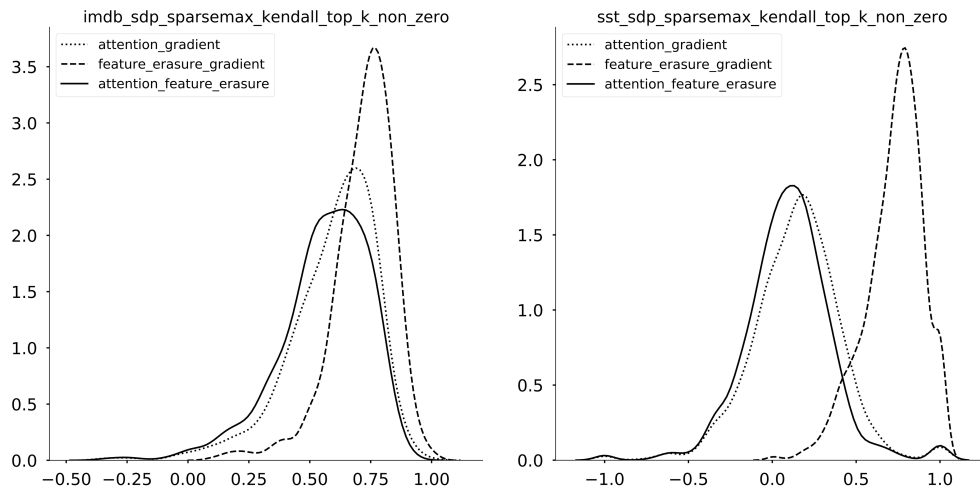 imdb_sdp_sparsemax_kendall_top_k_non_zero
attention_gradient
feature_erasure_gradient
attention_feature_erasure
3.5
3.0
2.5
2.0
1.5
1.0
0.5
0.0
−0.50 −0.25 0.00 0.25 0.50 0.75 1.00
sst_sdp_sparsemax_kendall_top_k_non_zero
attention_gradient
feature_erasure_gradient
attention_feature_erasure
2.5
2.0
1.5
1.0
0.5
0.0
−1.0 −0.5 0.0 0.5 1.0